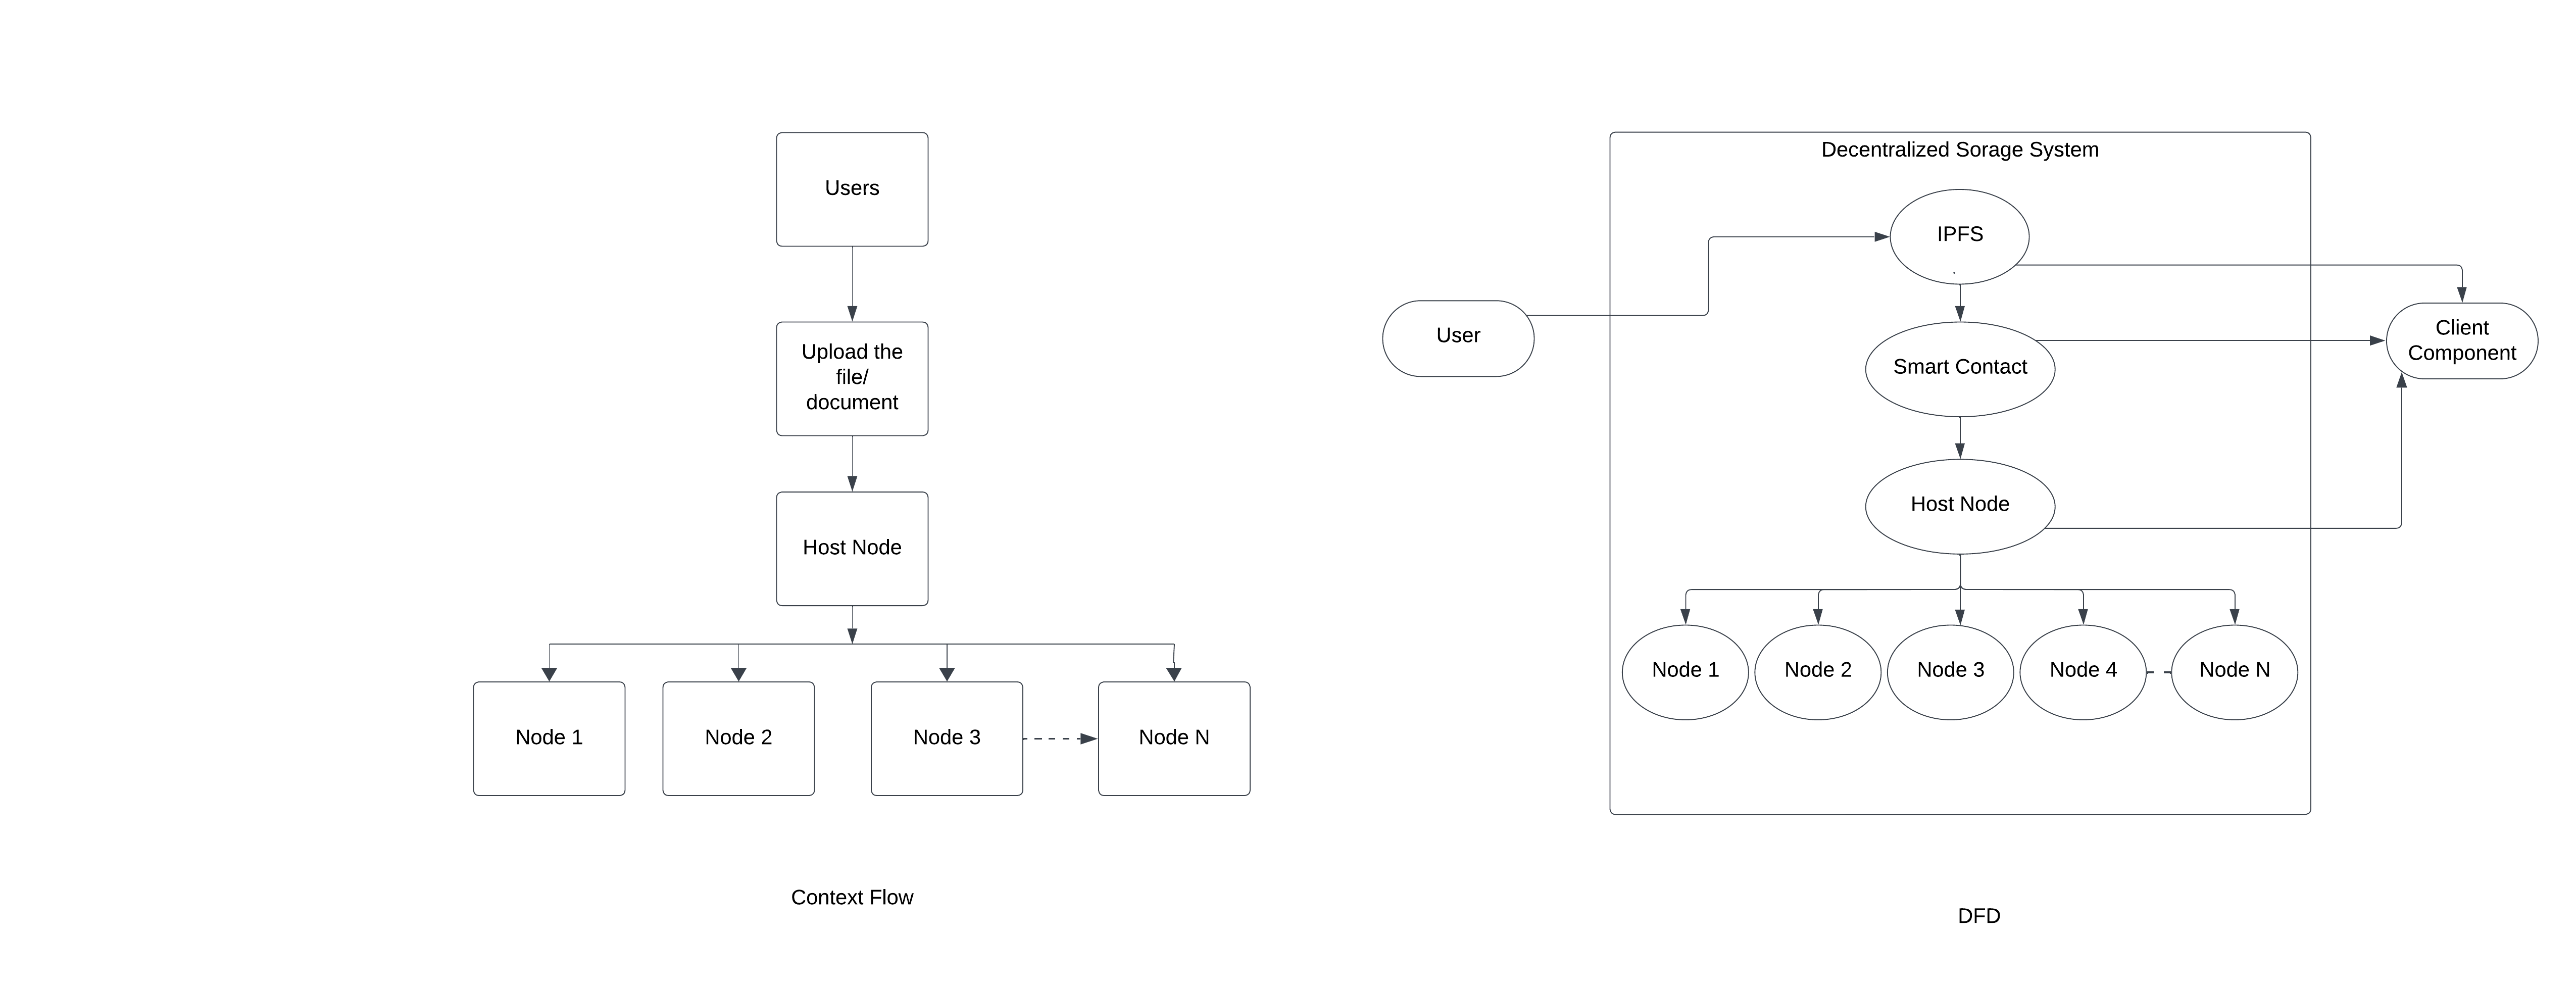 Users
Upload the
file/
document
Host Node
Node 1
Node 2
Node 3
Node N
Context Flow
Decentralized Sorage System
IPFS
.
User
Smart Contact
Client
Component
Host Node
Node 1
Node 2
Node 3
Node 4
Node N
DFD